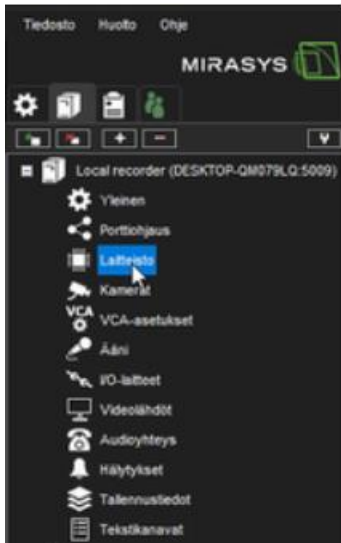 Tiedosto Huolto Ohje
MIRASYS
Local recorder (DESKTOP-QM079LQ:5009)
Yleinen
Porttiohjaus
Laitteisto
Kamerat
VCA VCA-asetukset
Ääni
I/O-laitteet
Videolähdöt
Audioyhteys
Hälytykset
Tallennustiedot
Tekstikanavat